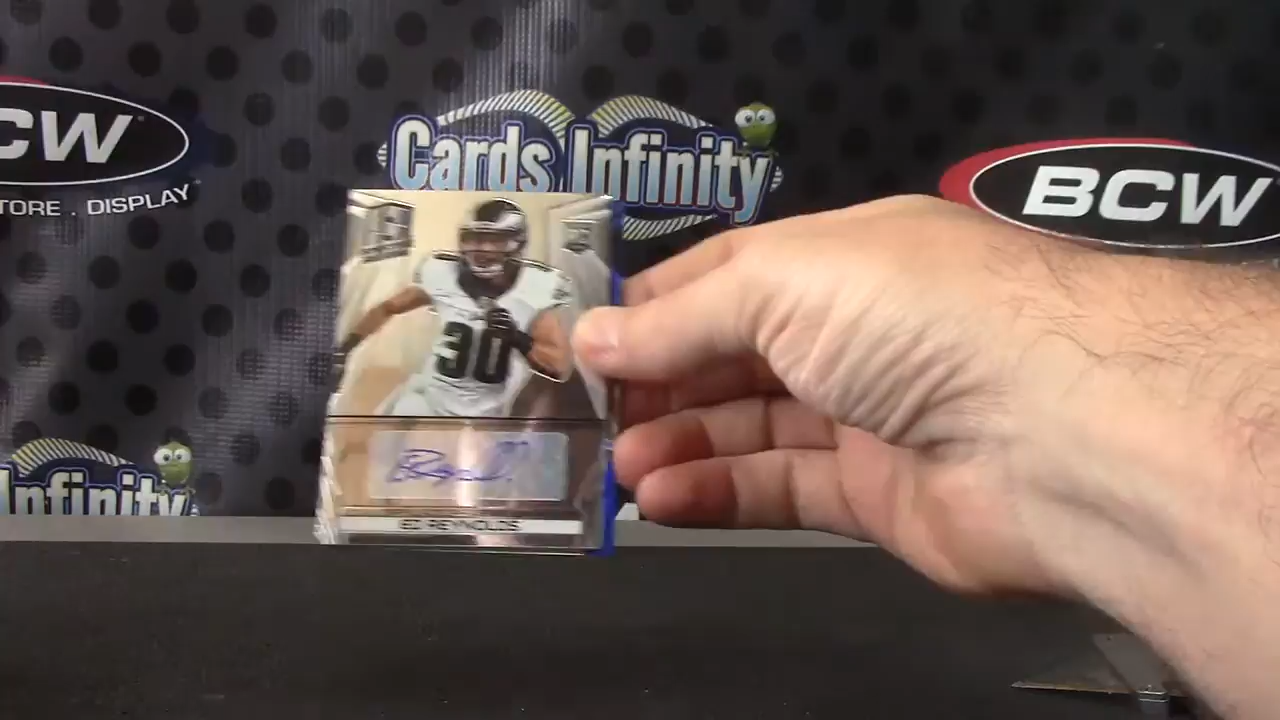 CW
TORE . DISPLAY
Cards Infinity
BCW
30
ED REYNOLDS
Infinity